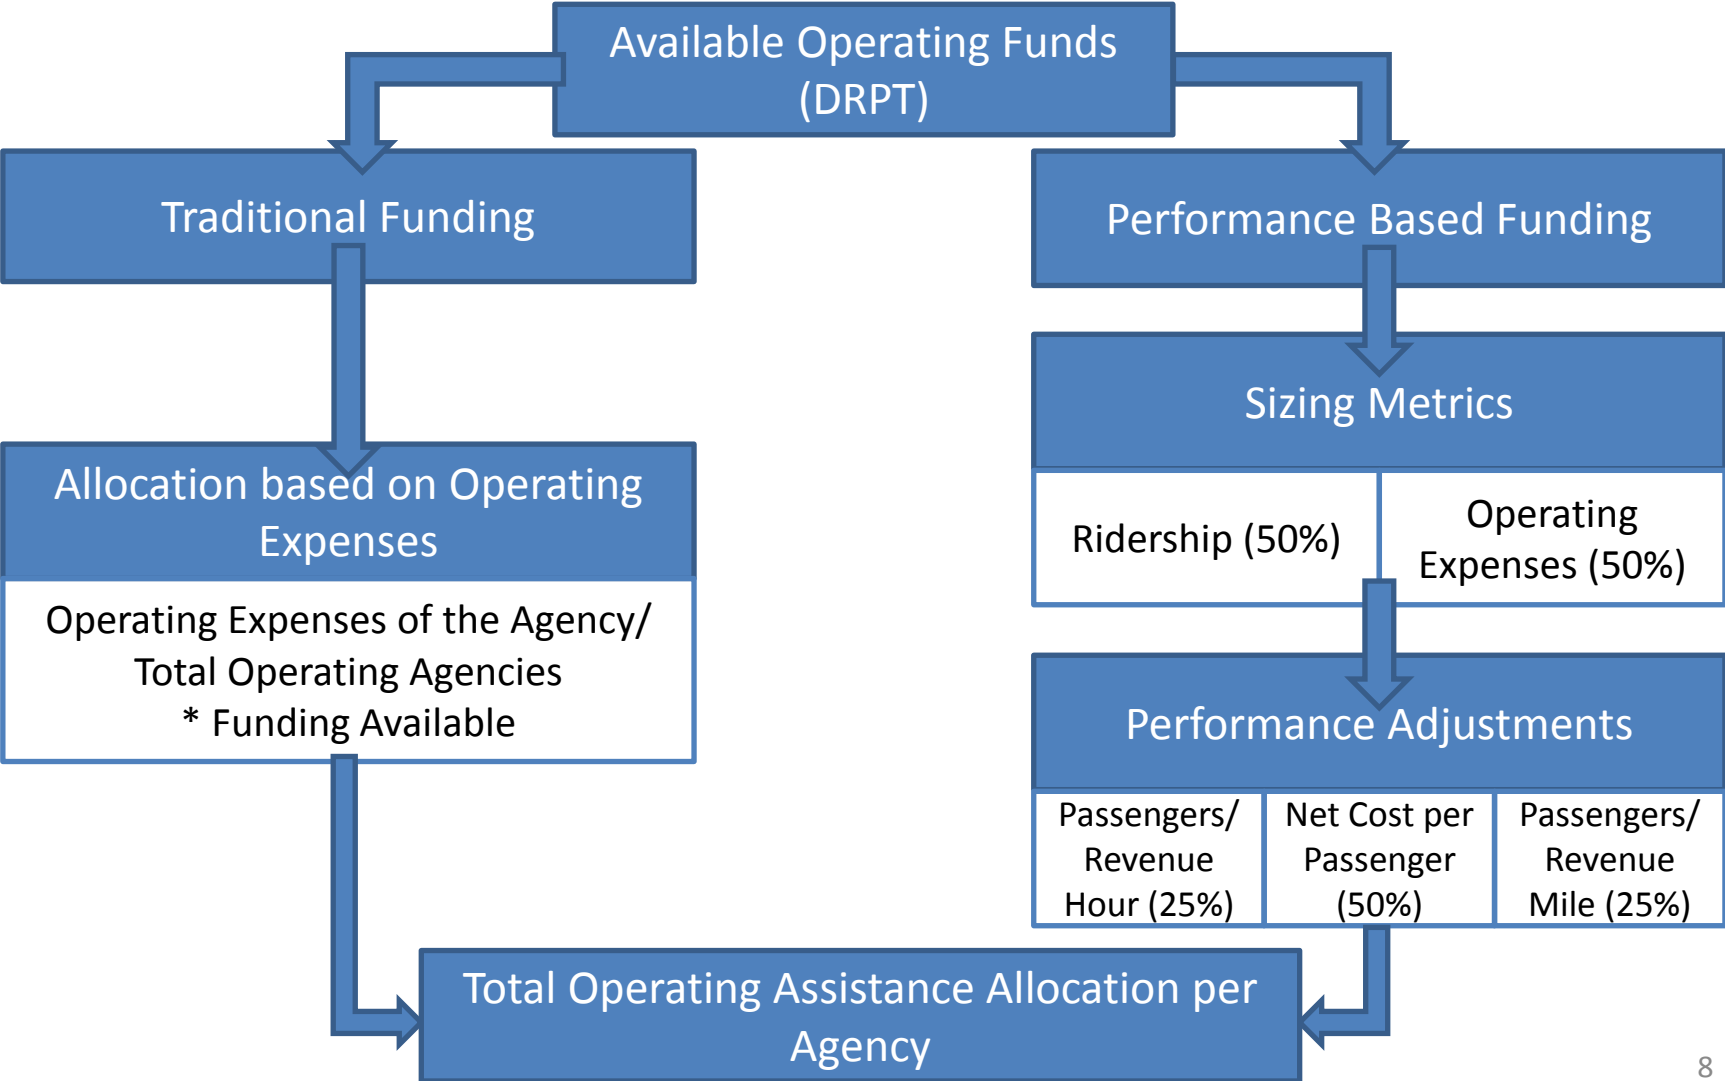 Available Operating Funds
(DRPT)
Traditional Funding
Performance Based Funding
Allocation based on Operating
Expenses
Operating Expenses of the Agency/
Total Operating Agencies
* Funding Available
Sizing Metrics
Ridership (50%)
Operating
Expenses (50%)
Performance Adjustments
Passengers/
Revenue
Hour (25%)
Net Cost per
Passenger
(50%)
Passengers/
Revenue
Mile (25%)
Total Operating Assistance Allocation per
Agency
8